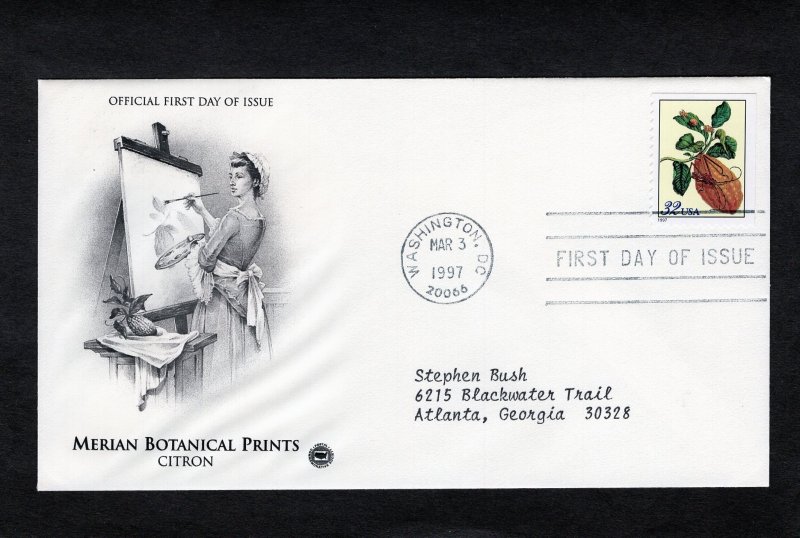 OFFICIAL FIRST DAY OF ISSUE
32 USA
1997
WASHINGTON, DC
MAR 3
1997
20066
FIRST DAY OF ISSUE
Stephen Bush
6215 Blackwater Trail
Atlanta, Georgia 30328
MERIAN BOTANICAL PRINTS
CITRON